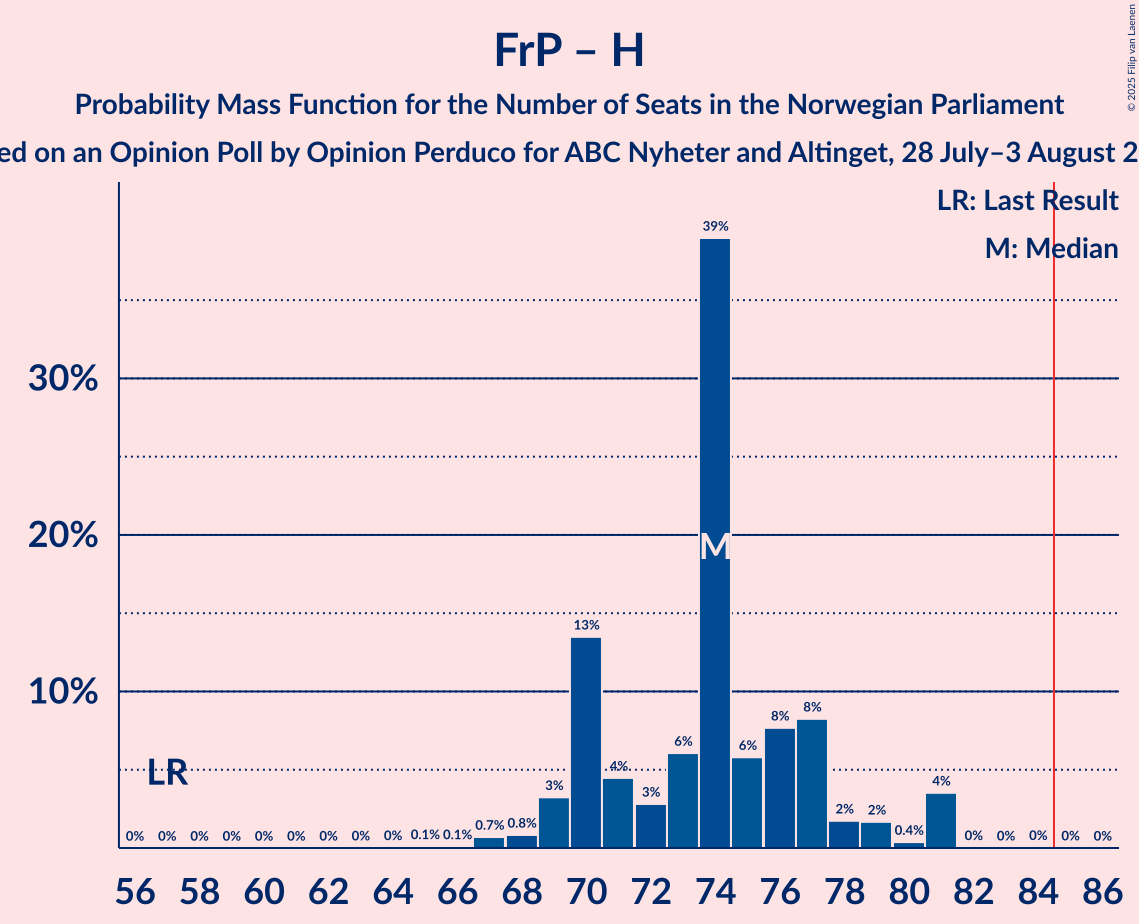 FrP – H
Probability Mass Function for the Number of Seats in the Norwegian Parliament
on an Opinion Poll by Opinion Perduco for ABC Nyheter and Altinget, 28 July–3 August
© 2025 Filip van Laenen
LR: Last Result
M: Median
39%
30%
20%
M
13%
10%
8%
8%
6%
6%
4%
4%
3%
3%
2%
2%
LR
0% 0% 0% 0% 0% 0% 0% 0% 0% 0.1% 0.1% 0.7% 0.8% 0.4% 0% 0% 0% 0% 0%
56 58 60 62 64 66 68 70 72 74 76 78 80 82 84 86